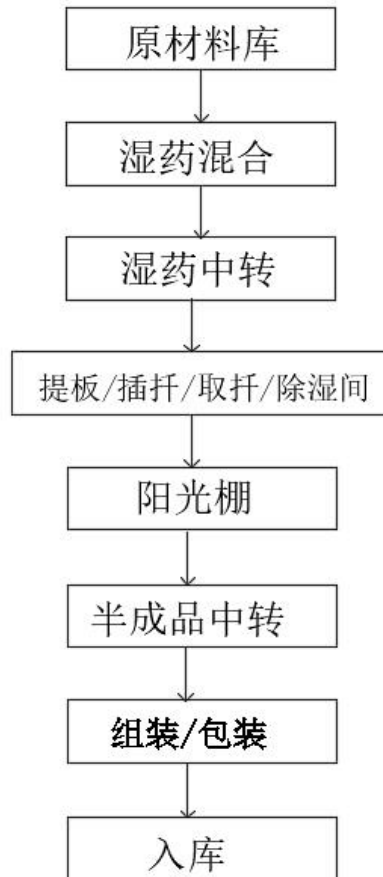 原材料库
湿药混合
湿药中转
提板/插扦/取扦/除湿间
阳光棚
半成品中转
组装/包装
入库